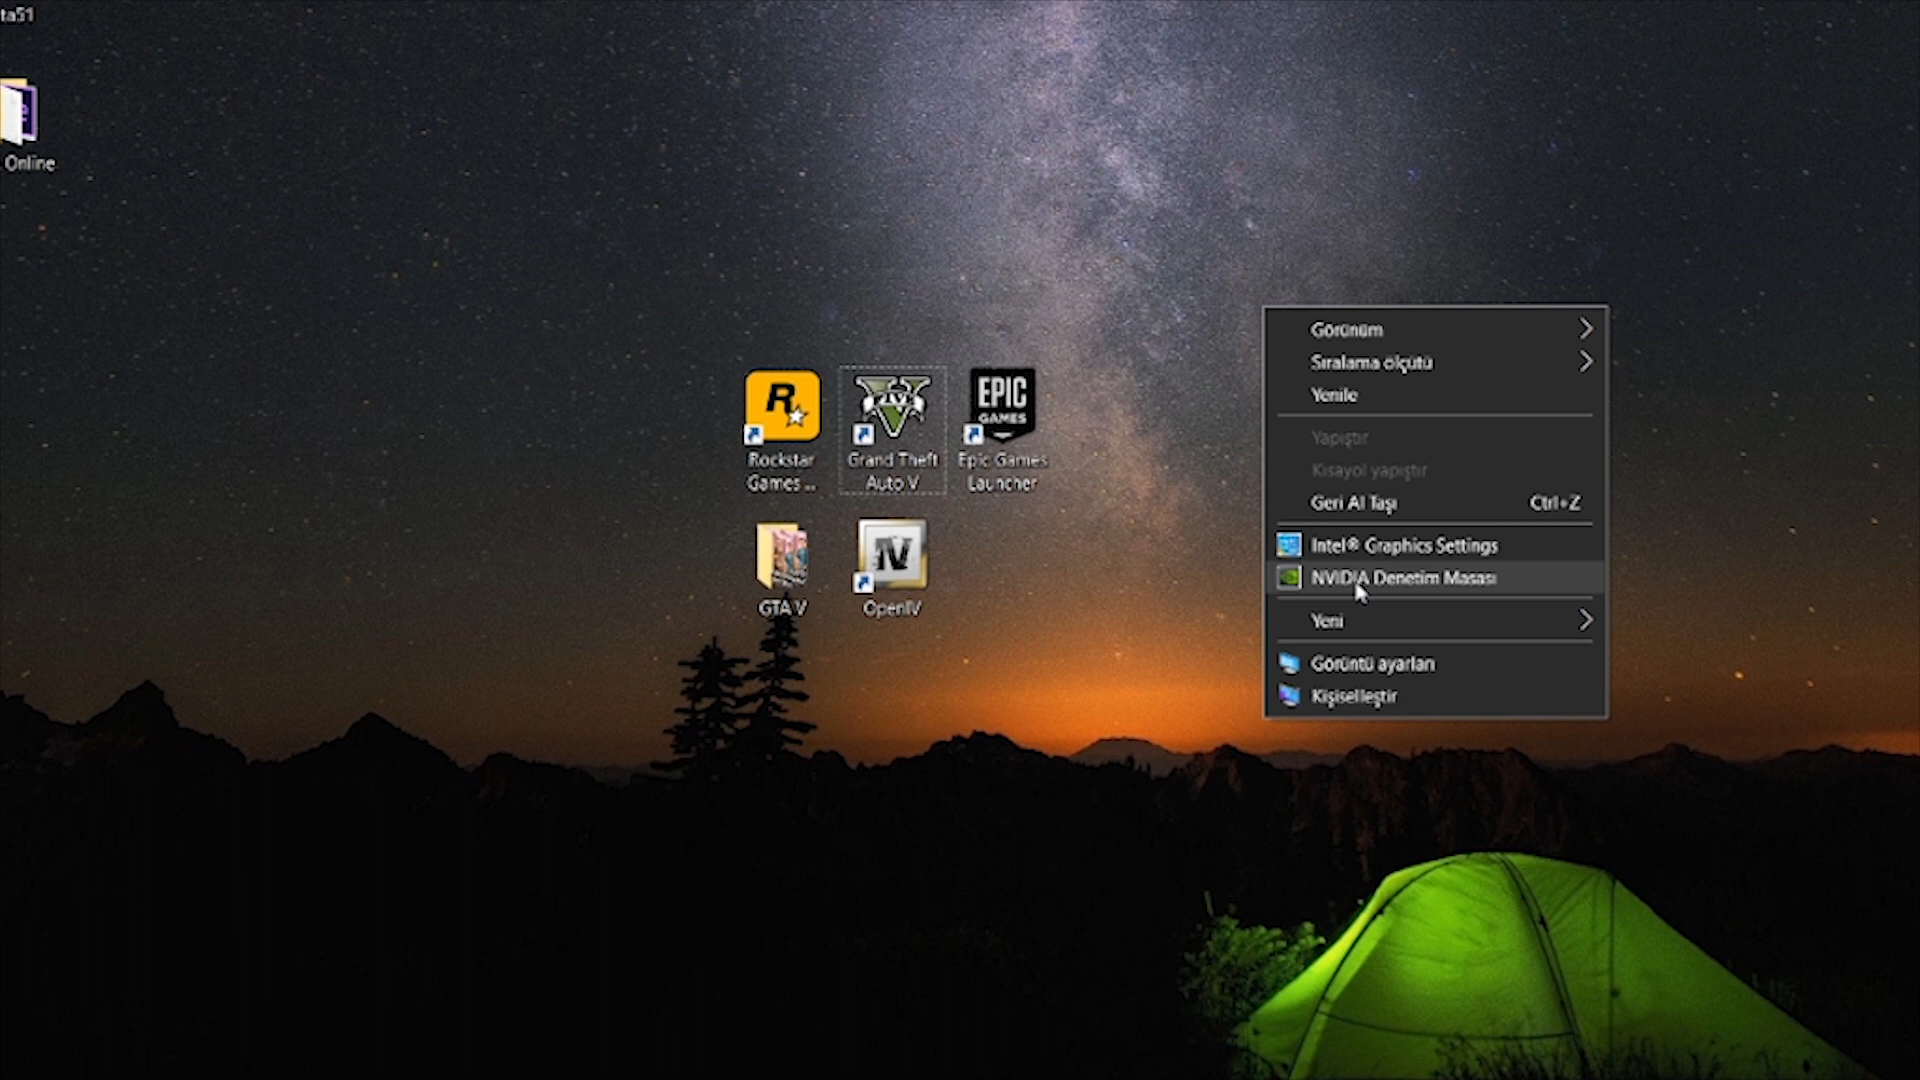 ta51
Online
Rockstar
Games ...
Grand Theft
Auto V
EPIC
GAMES
Epic Games
Launcher
GTA V
IV
OpenIV
Görünüm
Sıralama ölçütü
Yenile
Yapıştır
Kısayol yapıştır
Geri Al Taşı Ctrl+Z
Intel® Graphics Settings
NVIDIA Denetim Masası
Yeni
Görüntü ayarları
Kişiselleştir